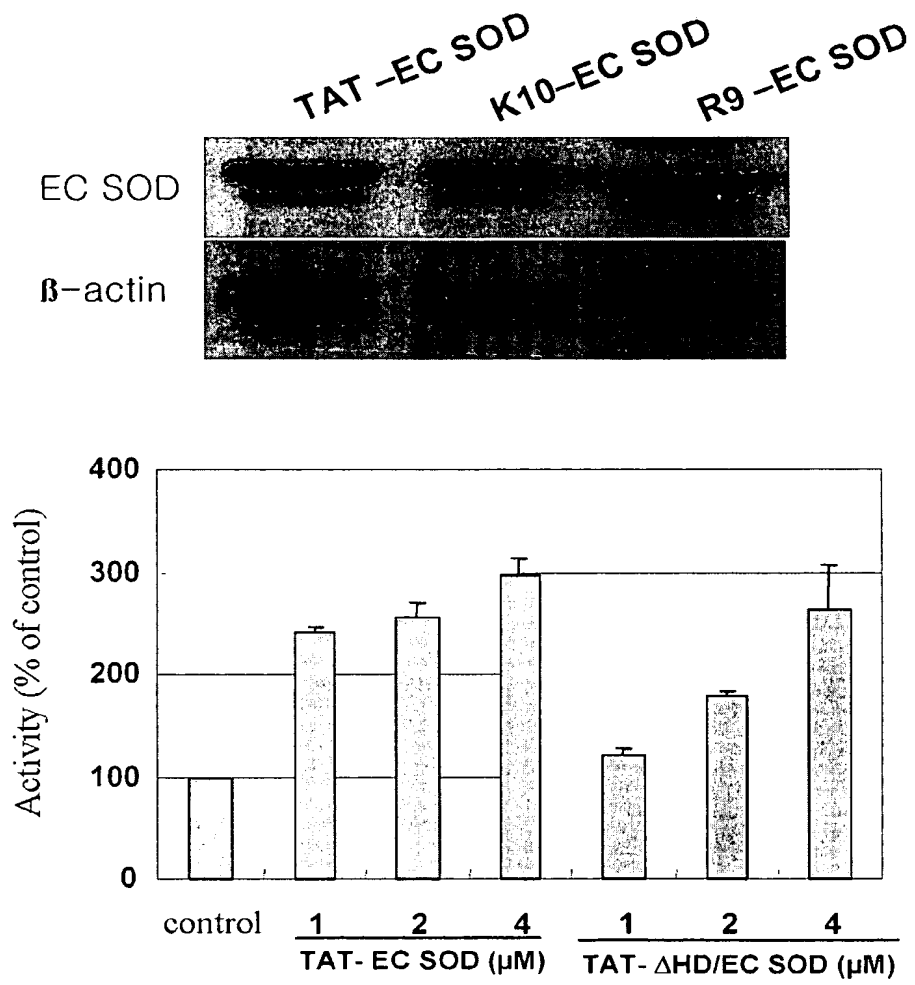 TAT –EC SOD
K10–EC SOD
R9 –EC SOD
EC SOD
ß–actin
Activity (% of control)
400
300
200
100
0
control
1 2 4
TAT- EC SOD (µM)
1 2 4
TAT- ΔHD/EC SOD (µM)